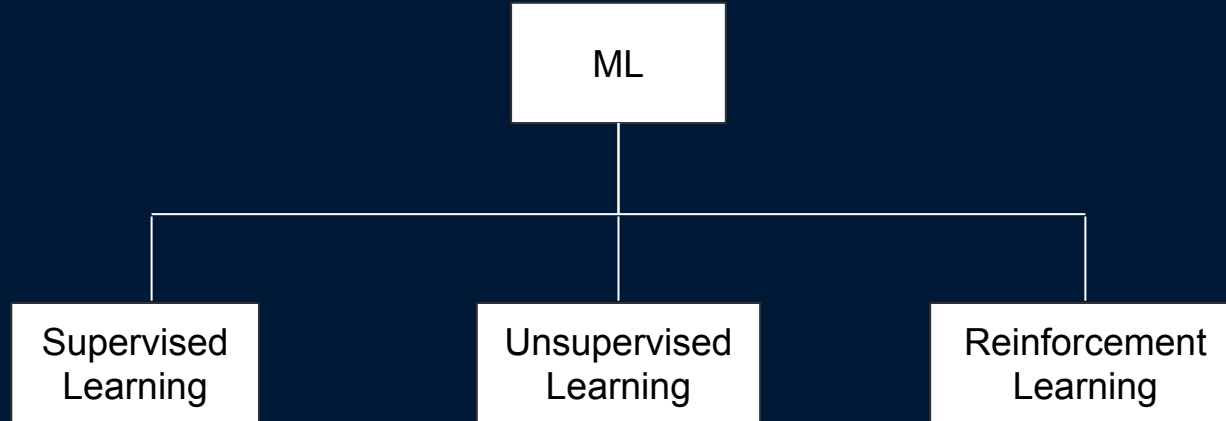 ML
Supervised
Learning
Unsupervised
Learning
Reinforcement
Learning